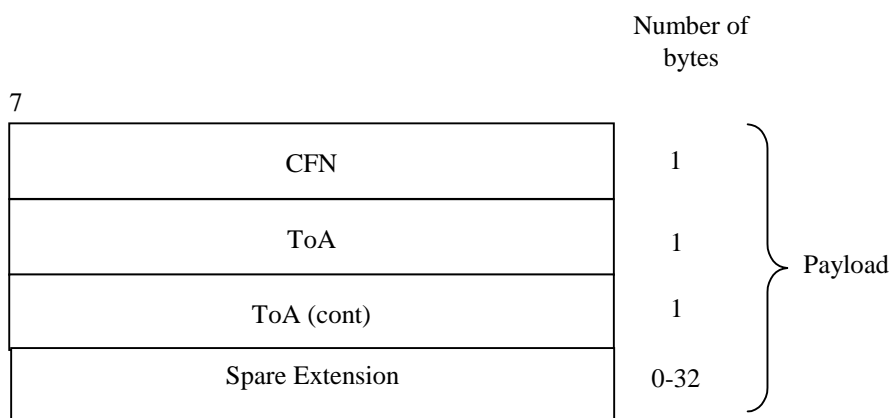 Number of
bytes
7
CFN 1
ToA 1
Payload
ToA (cont) 1
Spare Extension 0-32